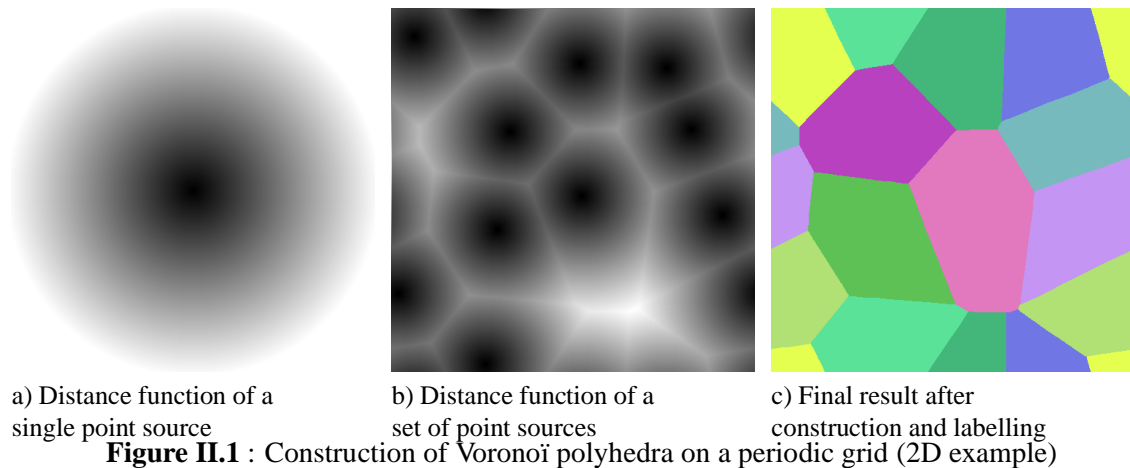 a) Distance function of a
single point source
b) Distance function of a
set of point sources
c) Final result after
construction and labelling
Figure II.1 : Construction of Voronoï polyhedra on a periodic grid (2D example)